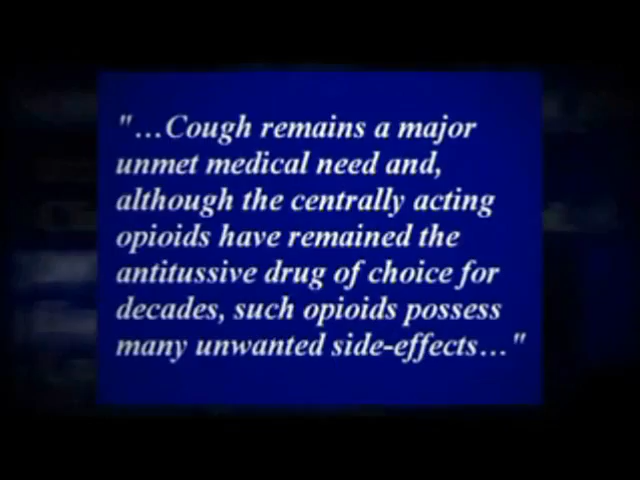 "…Cough remains a major
unmet medical need and,
although the centrally acting
opioids have remained the
antitussive drug of choice for
decades, such opioids possess
many unwanted side-effects…"